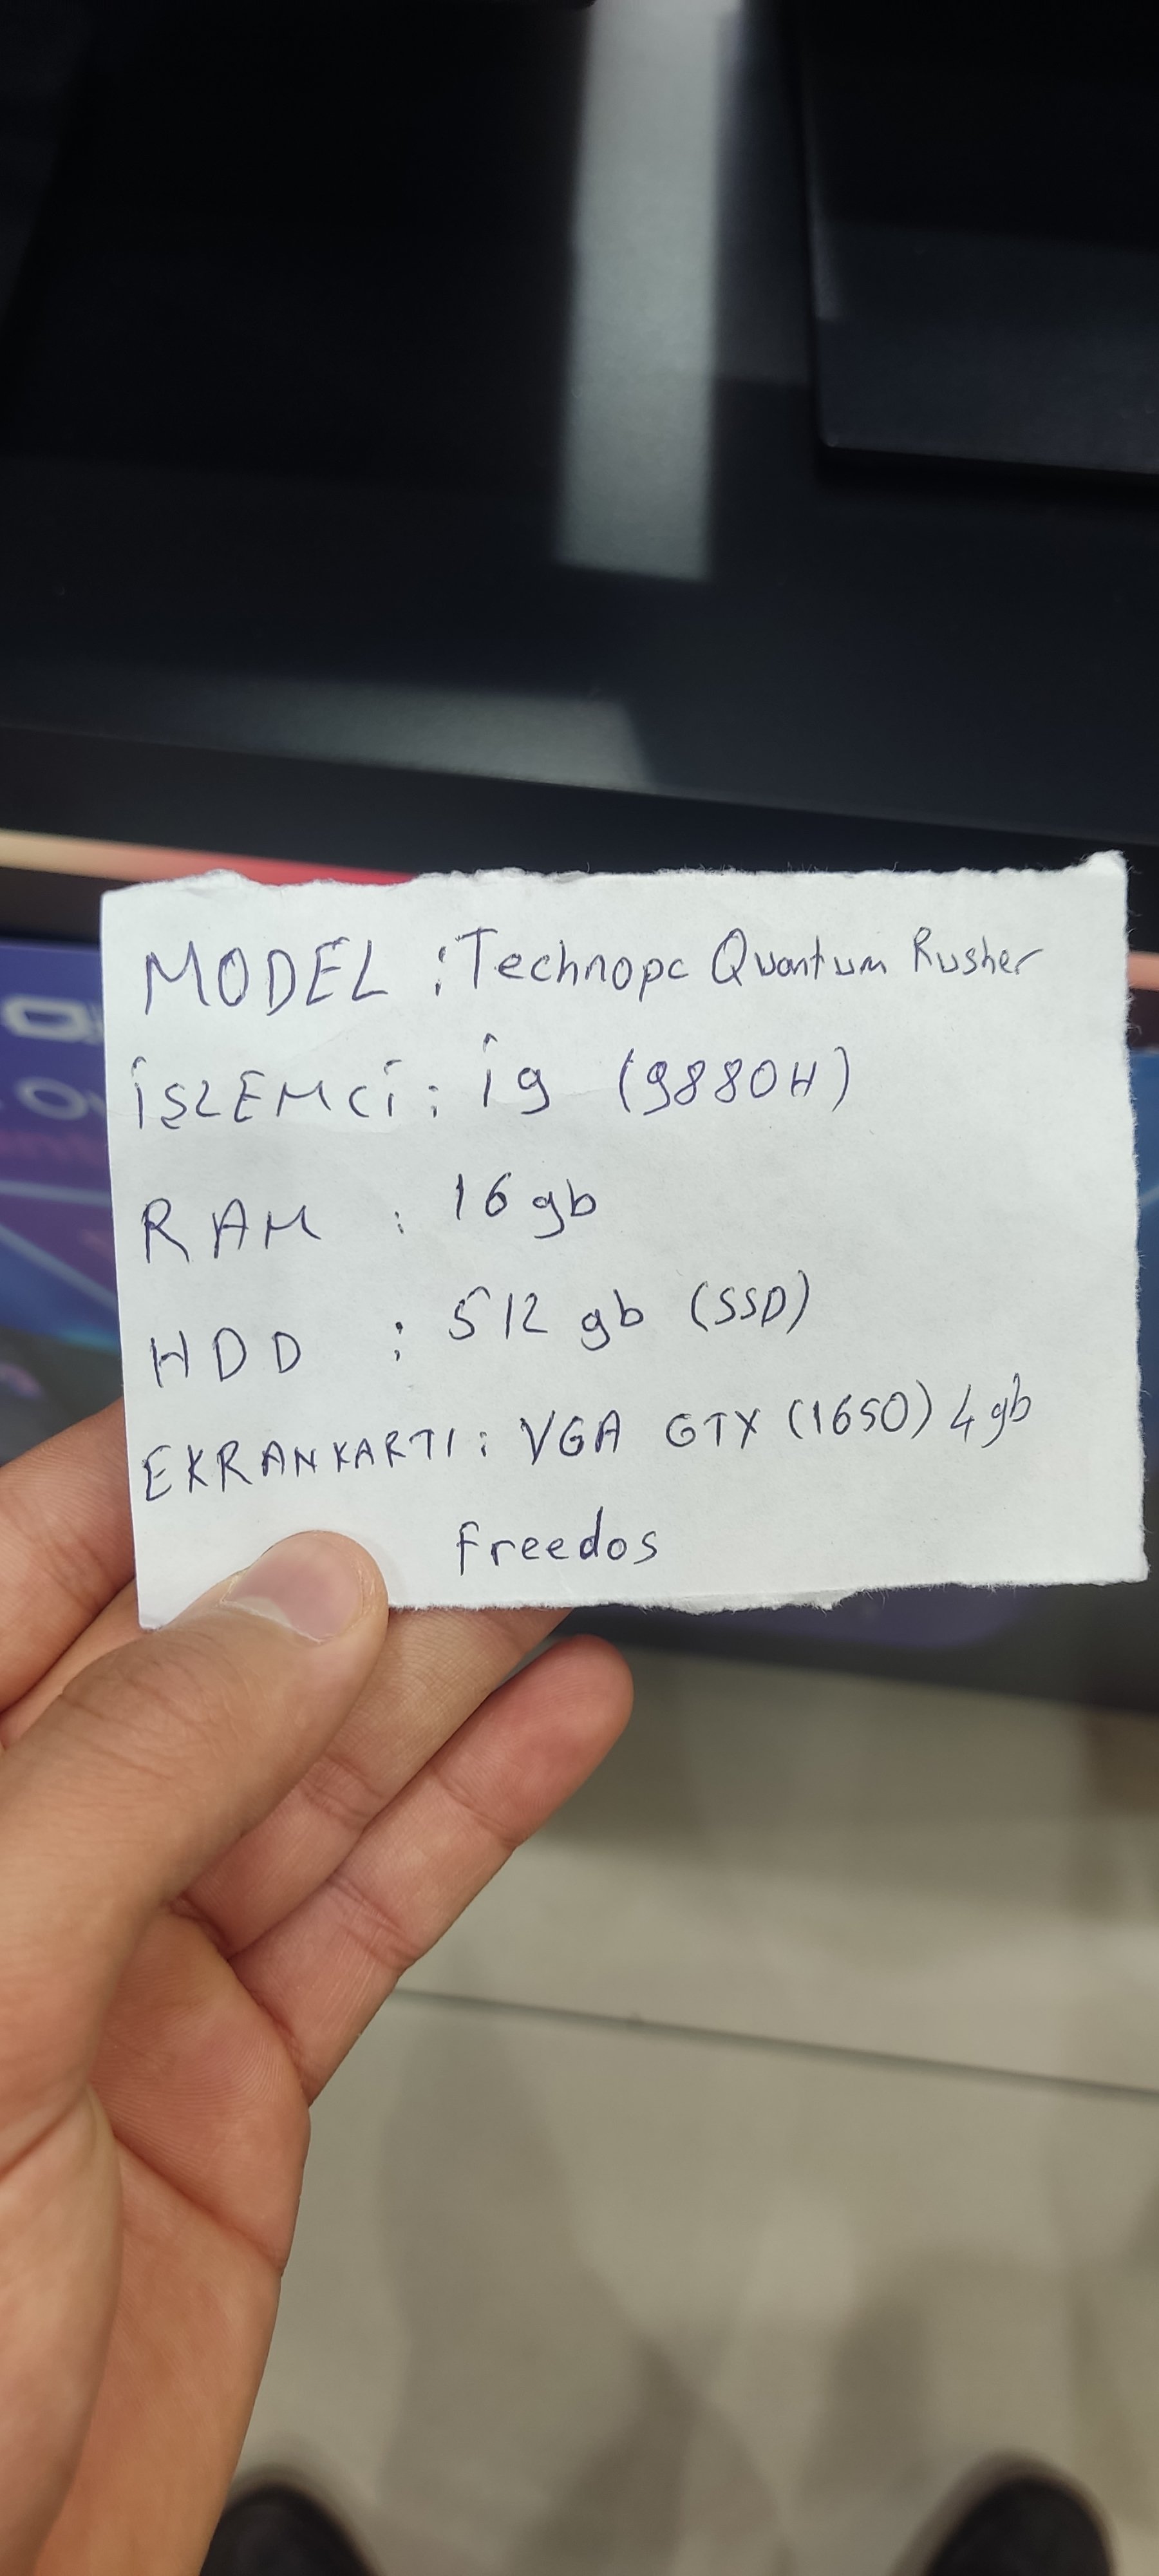 MODEL : Technopc Quantum Rusher
İŞLEMCİ : i9 (9880H)
RAM : 16 gb
HDD : 512 gb (SSD)
EKRANKARTI : VGA GTX (1650) 4 gb
Freedos